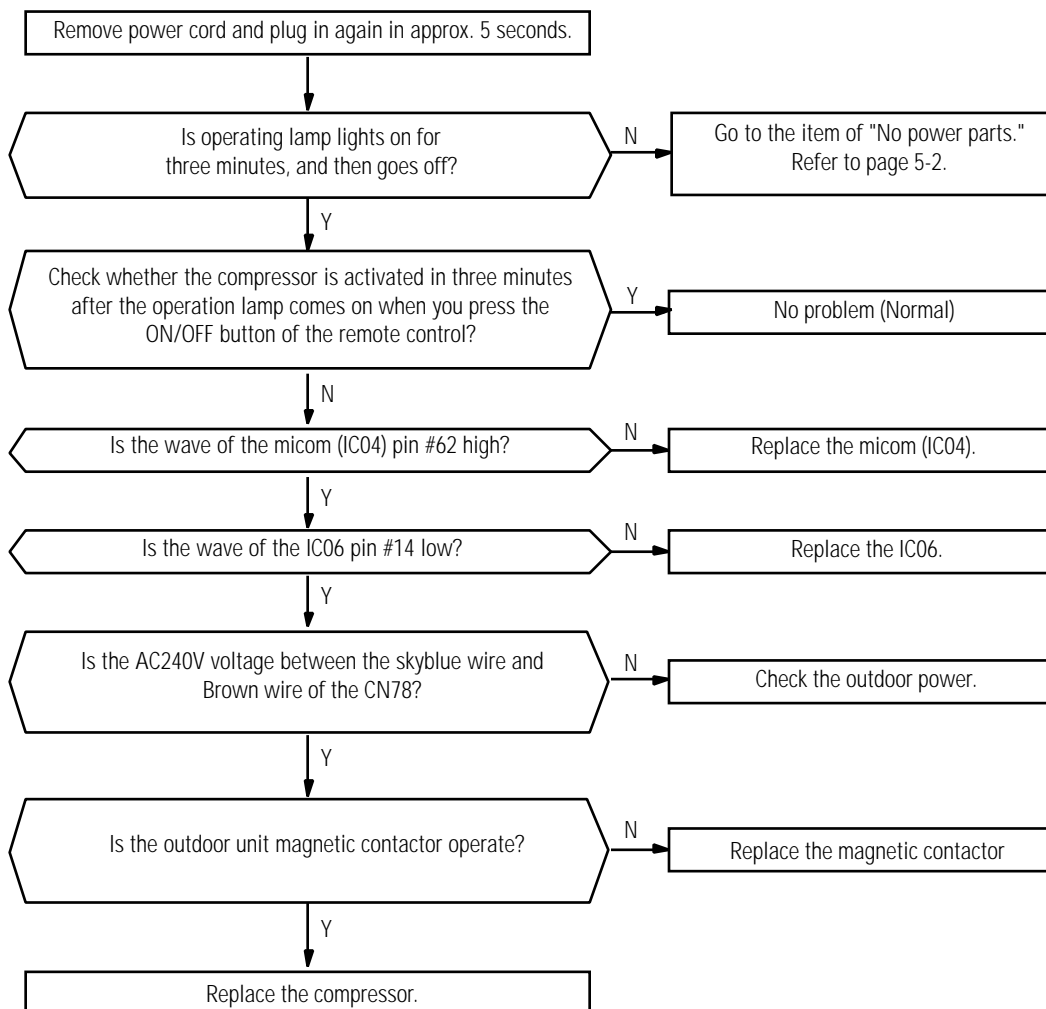 Remove power cord and plug in again in approx. 5 seconds.
Is operating lamp lights on for
three minutes, and then goes off?
N
Go to the item of "No power parts."
Refer to page 5-2.
Y
Check whether the compressor is activated in three minutes
after the operation lamp comes on when you press the
ON/OFF button of the remote control?
Y
No problem (Normal)
N
Is the wave of the micom (IC04) pin #62 high?
N
Replace the micom (IC04).
Y
Is the wave of the IC06 pin #14 low?
N
Replace the IC06.
Y
Is the AC240V voltage between the skyblue wire and
Brown wire of the CN78?
N
Check the outdoor power.
Y
Is the outdoor unit magnetic contactor operate?
N
Replace the magnetic contactor
Y
Replace the compressor.